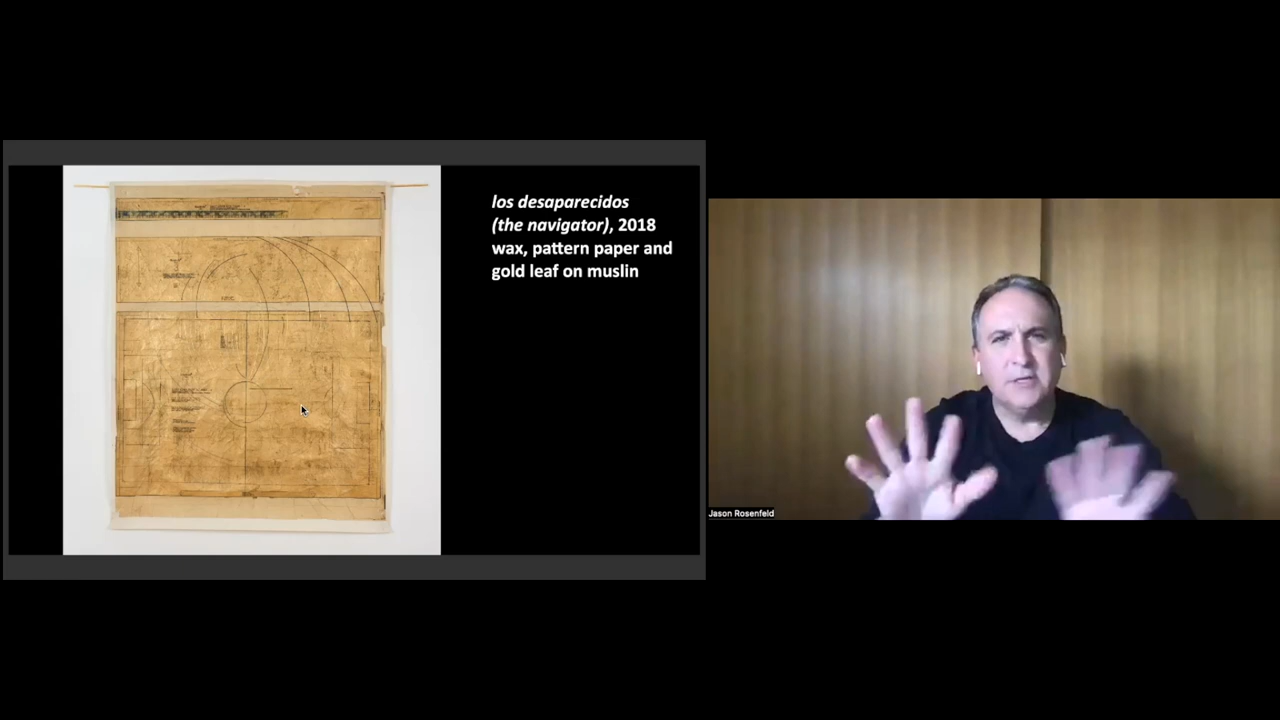 los desaparecidos
(the navigator), 2018
wax, pattern paper and
gold leaf on muslin
Jason Rosenfeld